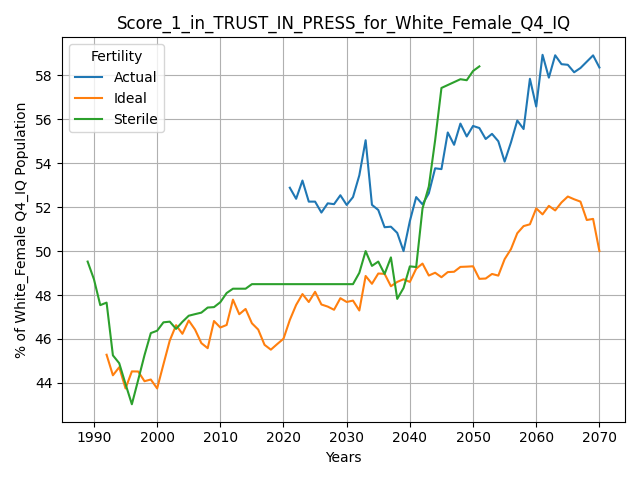 Score_1_in_TRUST_IN_PRESS_for_White_Female_Q4_IQ
Fertility
Actual
Ideal
Sterile
% of White_Female Q4_IQ Population
58
56
54
52
50
48
46
44
1990 2000 2010 2020 2030 2040 2050 2060 2070
Years